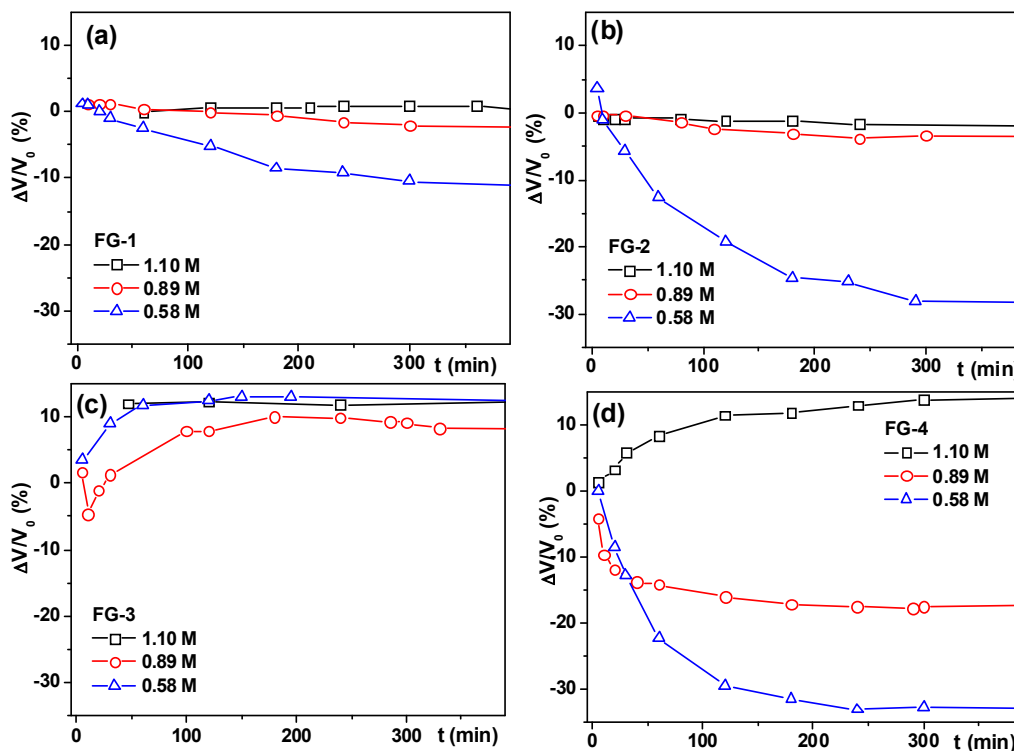 (a)
10
0
-10
-20
-30
ΔV/V₀ (%)
FG-1
1.10 M
0.89 M
0.58 M
0 100 200 300 t (min)
(b)
10
0
-10
-20
-30
ΔV/V₀ (%)
FG-2
1.10 M
0.89 M
0.58 M
0 100 200 300
t (min)
(c)
10
0
-10
-20
-30
ΔV/V₀ (%)
FG-3
1.10 M
0.89 M
0.58 M
0 100 200 300 t (min)
(d)
10
0
-10
-20
-30
ΔV/V₀ (%)
FG-4
1.10 M
0.89 M
0.58 M
0 100 200 300 t (min)